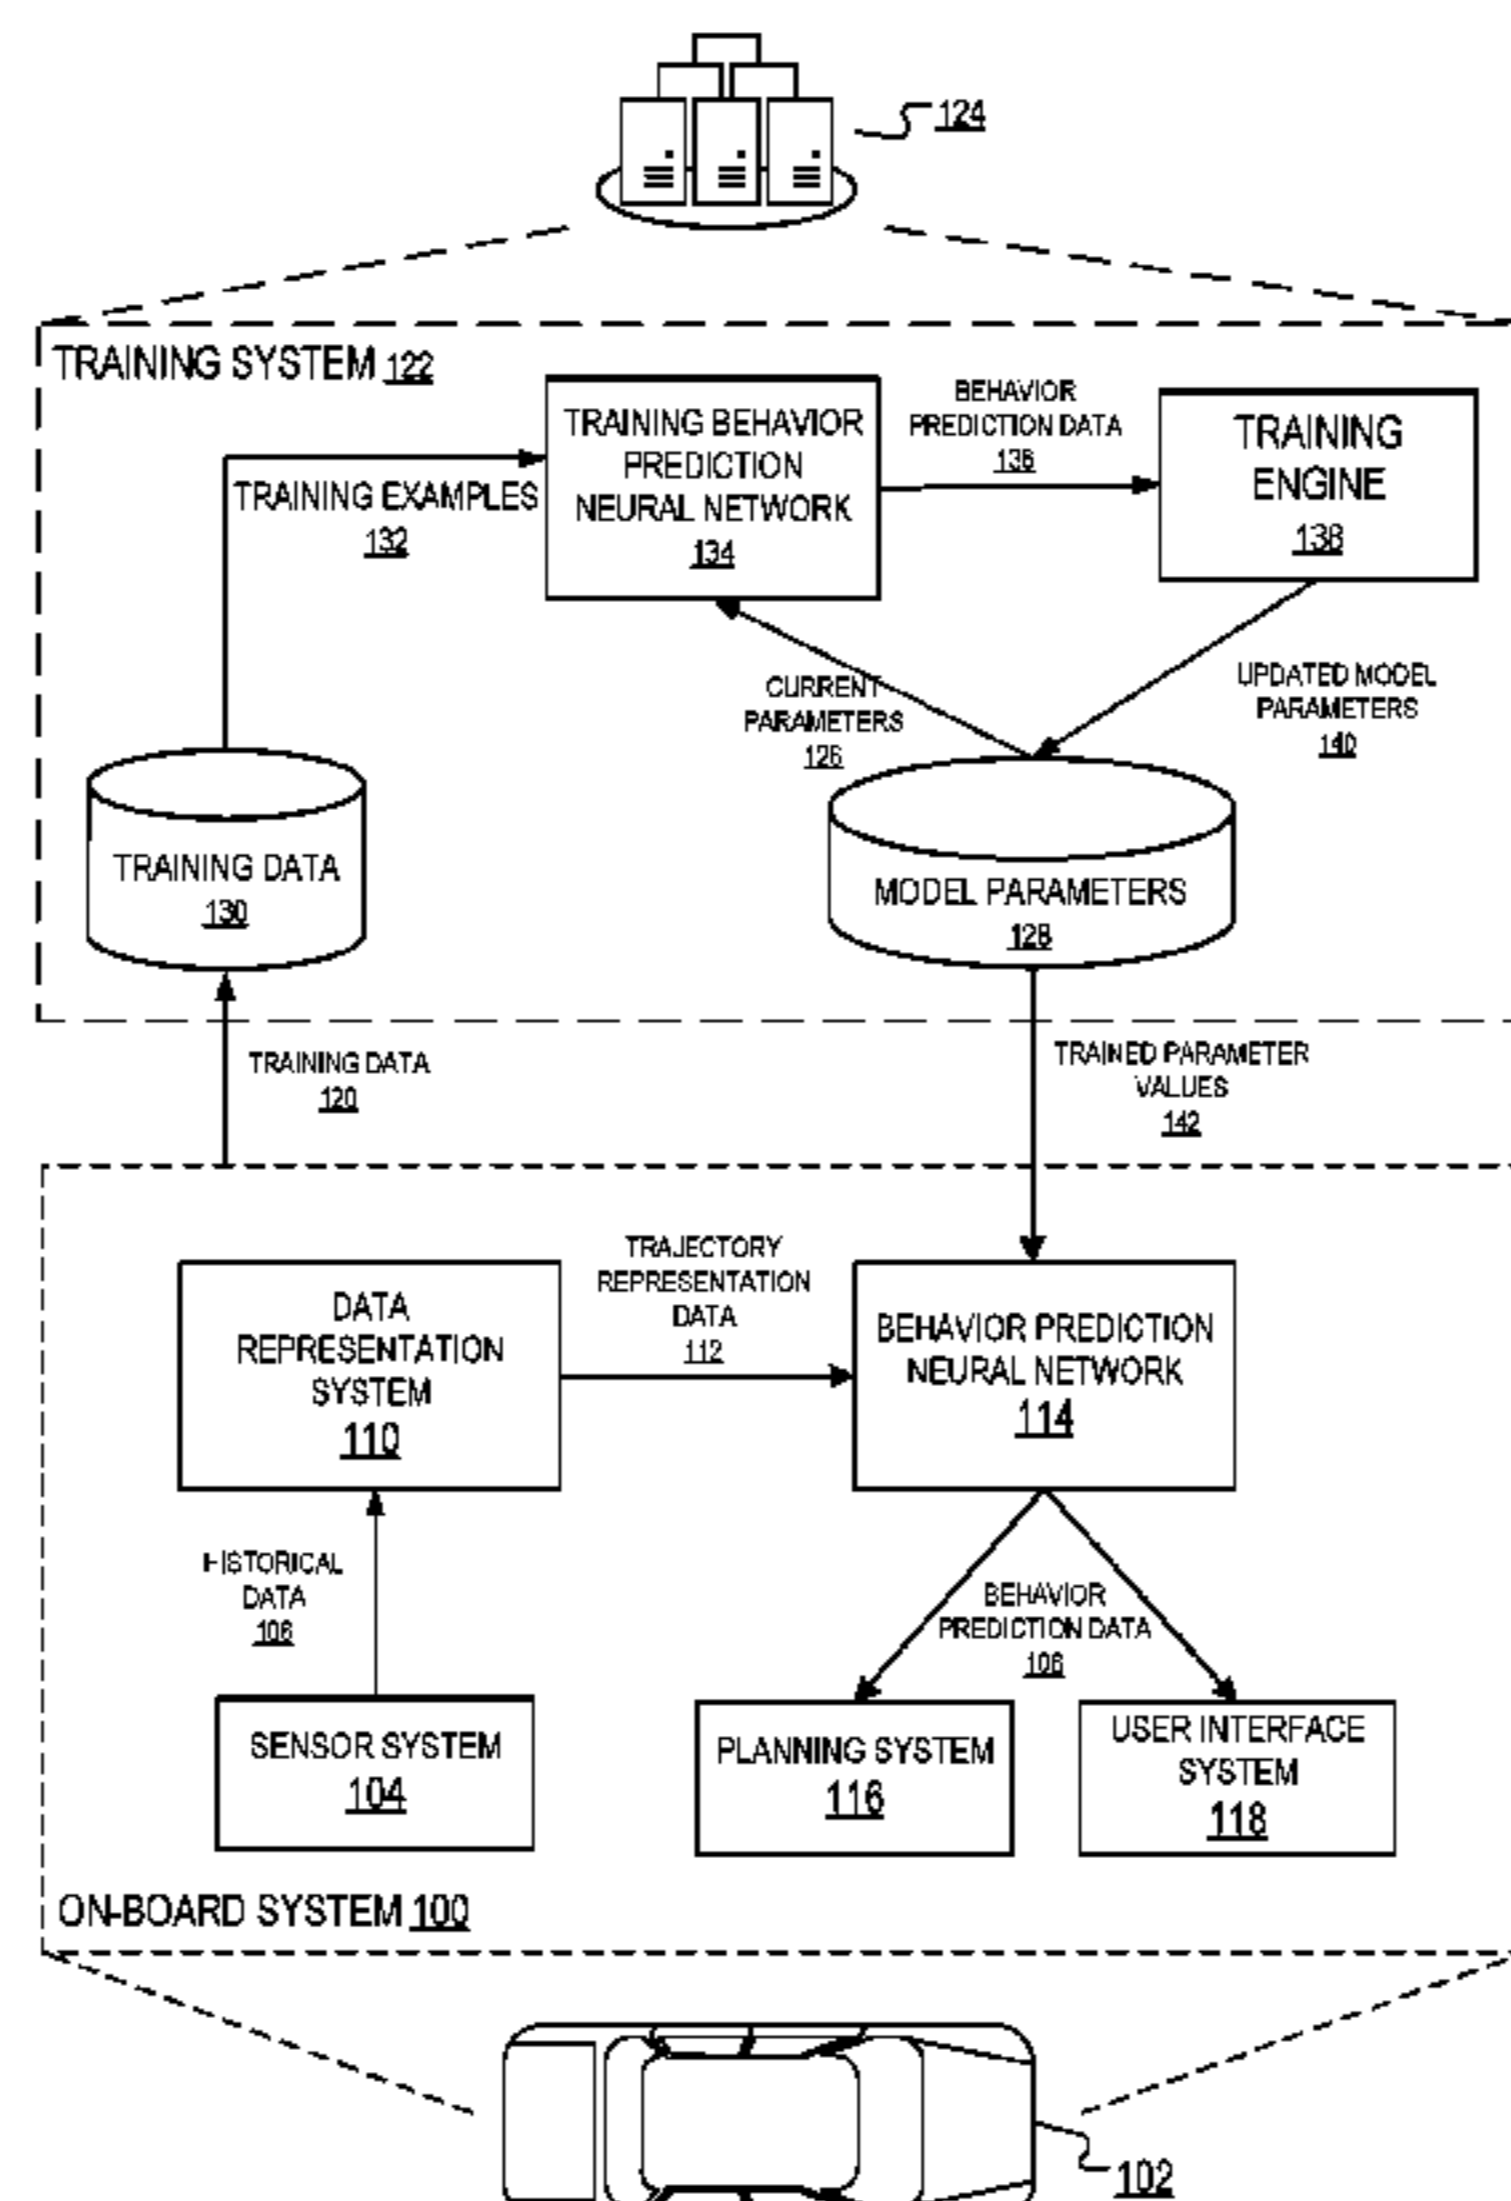 124
TRAINING SYSTEM 122
TRAINING BEHAVIOR
PREDICTION
NEURAL NETWORK
134
BEHAVIOR
PREDICTION DATA
136
TRAINING
ENGINE
138
TRAINING EXAMPLES
132
CURRENT
PARAMETERS
126
UPDATED MODEL
PARAMETERS
140
TRAINING DATA
130
MODEL PARAMETERS
128
TRAINING DATA
120
TRAINED PARAMETER
VALUES
142
DATA
REPRESENTATION
SYSTEM
110
TRAJECTORY
REPRESENTATION
DATA
112
BEHAVIOR PREDICTION
NEURAL NETWORK
114
HISTORICAL
DATA
BEHAVIOR
PREDICTION DATA
SENSOR SYSTEM
104
PLANNING SYSTEM
116
USER INTERFACE
SYSTEM
118
ON-BOARD SYSTEM 100
102